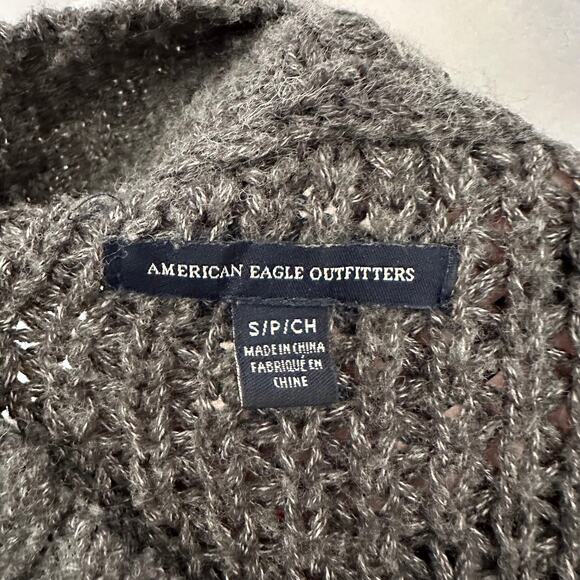 AMERICAN EAGLE OUTFITTERS
S/P/CH
MADE IN CHINA
FABRIQUÉ EN
CHINE